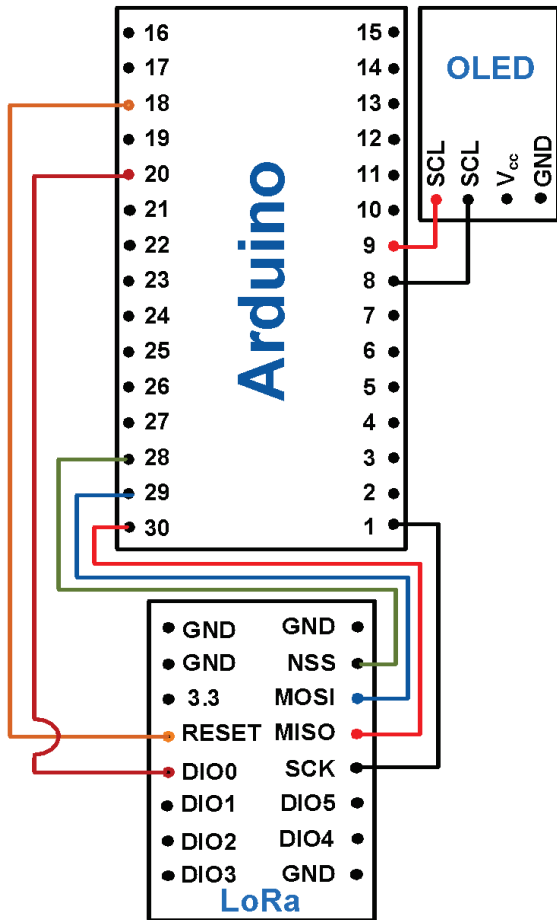 16 15
17 14
18 13
19 12
20 11
21 10
22 9
23 8
24 7
25 6
26 5
27 4
28 3
29 2
30 1
Arduino
OLED
SCL SCL Vcc GND
GND GND
GND NSS
3.3 MOSI
RESET MISO
DIO0 SCK
DIO1 DIO5
DIO2 DIO4
DIO3 GND
LoRa